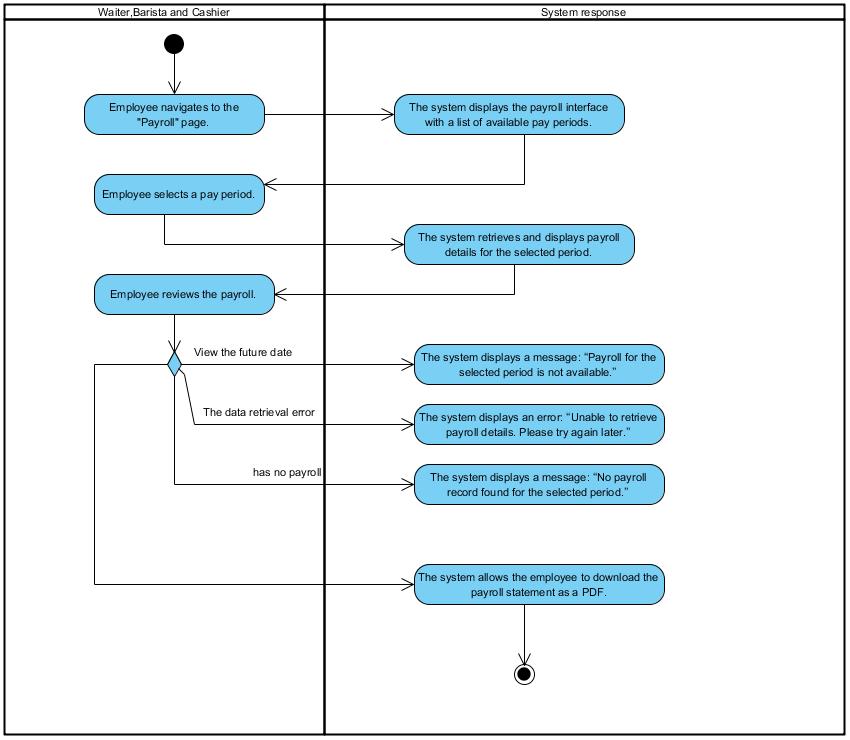 Waiter,Barista and Cashier
System response
Employee navigates to the
"Payroll" page.
The system displays the payroll interface
with a list of available pay periods.
Employee selects a pay period.
The system retrieves and displays payroll
details for the selected period.
Employee reviews the payroll.
View the future date
The system displays a message: “Payroll for the
selected period is not available.”
The data retrieval error
The system displays an error: “Unable to retrieve
payroll details. Please try again later.”
has no payroll
The system displays a message: “No payroll
record found for the selected period.”
The system allows the employee to download the
payroll statement as a PDF.